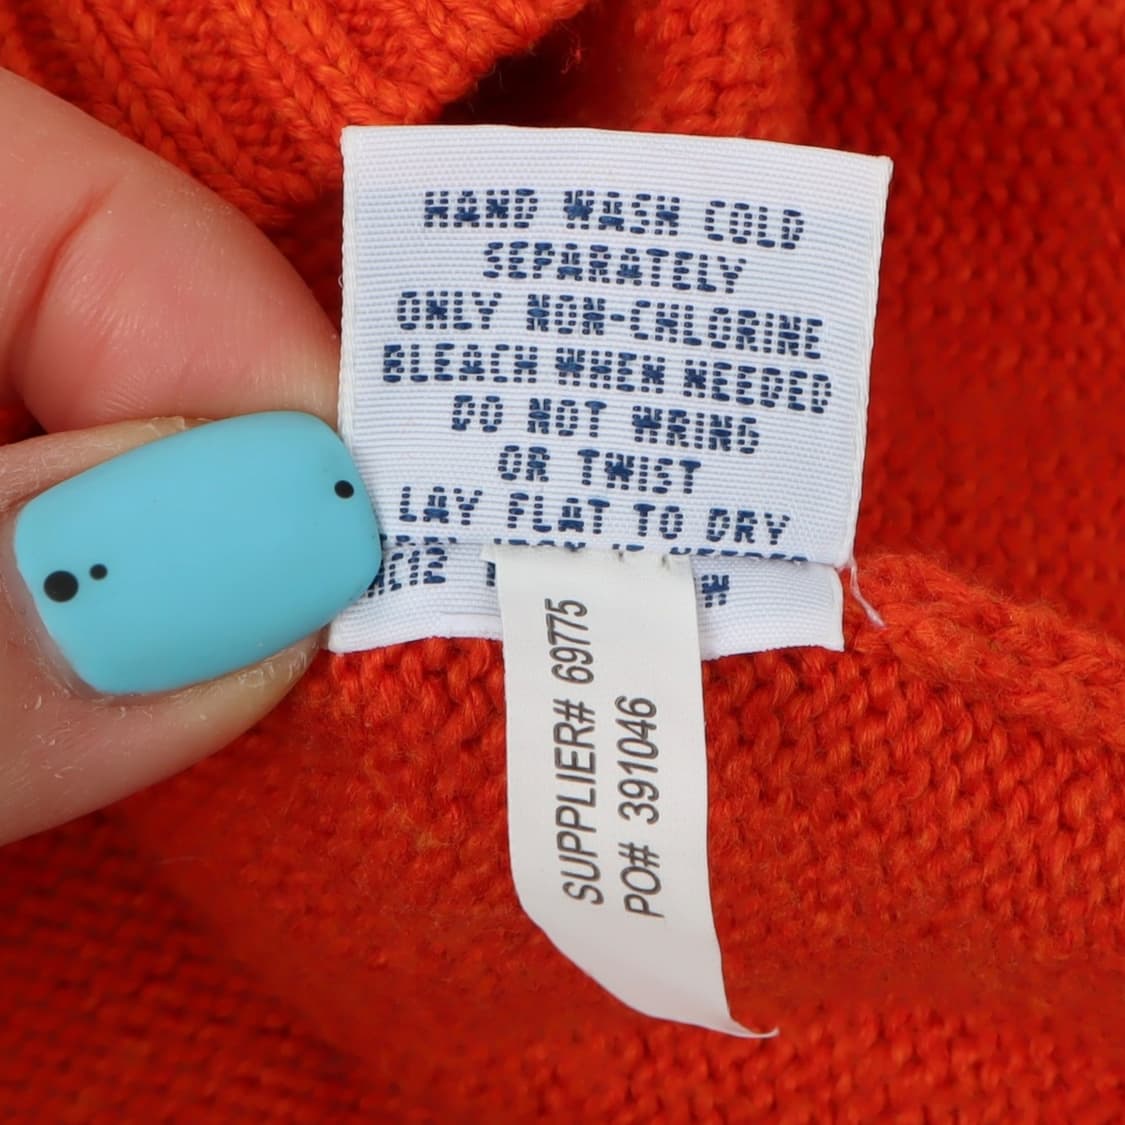 HAND WASH COLD
SEPARATELY
ONLY NON-CHLORINE
BLEACH WHEN NEEDED
DO NOT WRING
OR TWIST
LAY FLAT TO DRY
SUPPLIER# 69775
PO# 391046